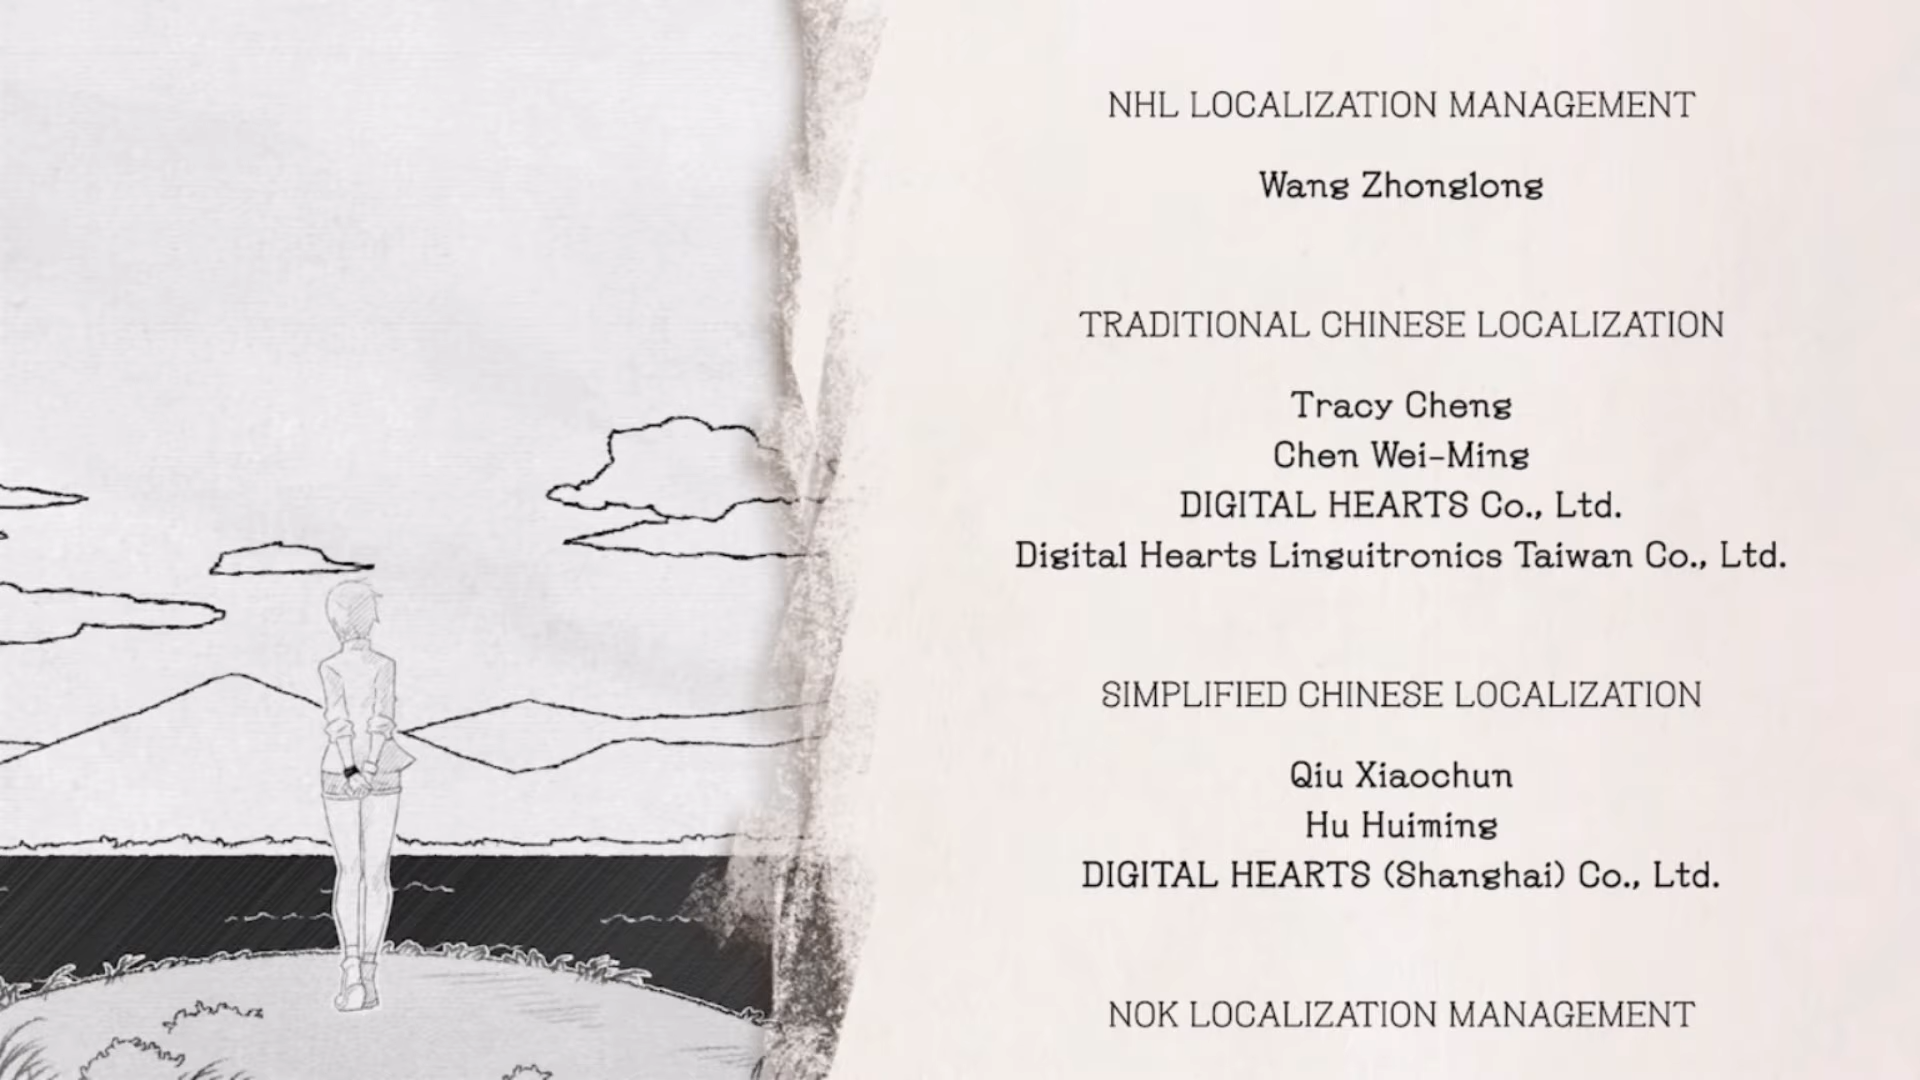 NHL LOCALIZATION MANAGEMENT
Wang Zhonglong
TRADITIONAL CHINESE LOCALIZATION
Tracy Cheng
Chen Wei-Ming
DIGITAL HEARTS Co., Ltd.
Digital Hearts Linguitronics Taiwan Co., Ltd.
SIMPLIFIED CHINESE LOCALIZATION
Qiu Xiaochun
Hu Huiming
DIGITAL HEARTS (Shanghai) Co., Ltd.
NOK LOCALIZATION MANAGEMENT